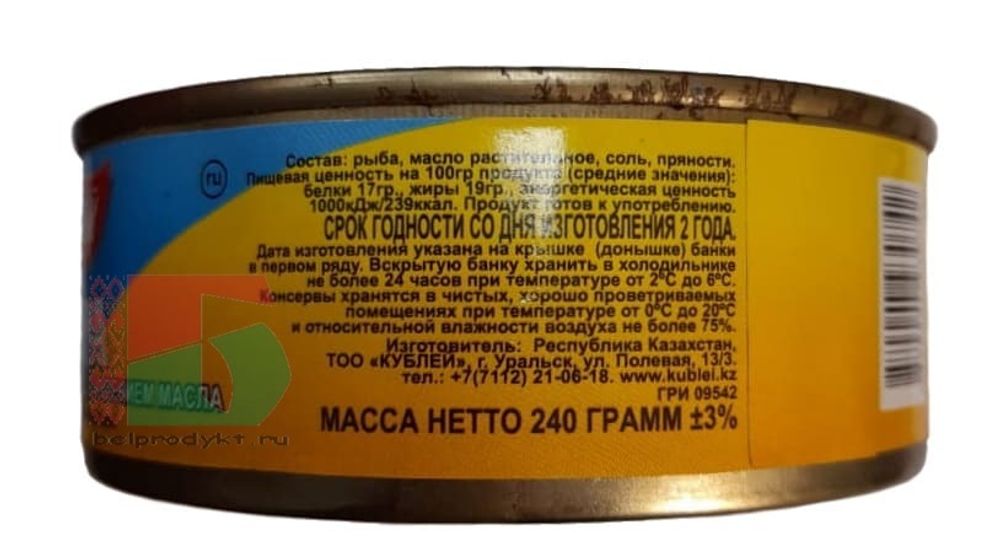 ru
Состав: рыба, масло растительное, соль, пряности.
Пищевая ценность на 100гр продукта (средние значения):
белки 17гр., жиры 19гр., энергетическая ценность
1000кДж/239ккал. Продукт готов к употреблению.
СРОК ГОДНОСТИ СО ДНЯ ИЗГОТОВЛЕНИЯ 2 ГОДА.
Дата изготовления указана на крышке (донышке) банки
в первом ряду. Вскрытую банку хранить в холодильнике
не более 24 часов при температуре от 2°С до 6°С.
Консервы хранятся в чистых, хорошо проветриваемых
помещениях при температуре от 0°С до 20°С
и относительной влажности воздуха не более 75%.
Изготовитель: Республика Казахстан,
ТОО «КУБЛЕЙ», г. Уральск, ул. Полевая, 13/3.
тел.: +7(7112) 21-06-18. www.kublei.kz
ГРИ 09542
МАСЛА
МАССА НЕТТО 240 ГРАММ ±3%
belprodykt.ru